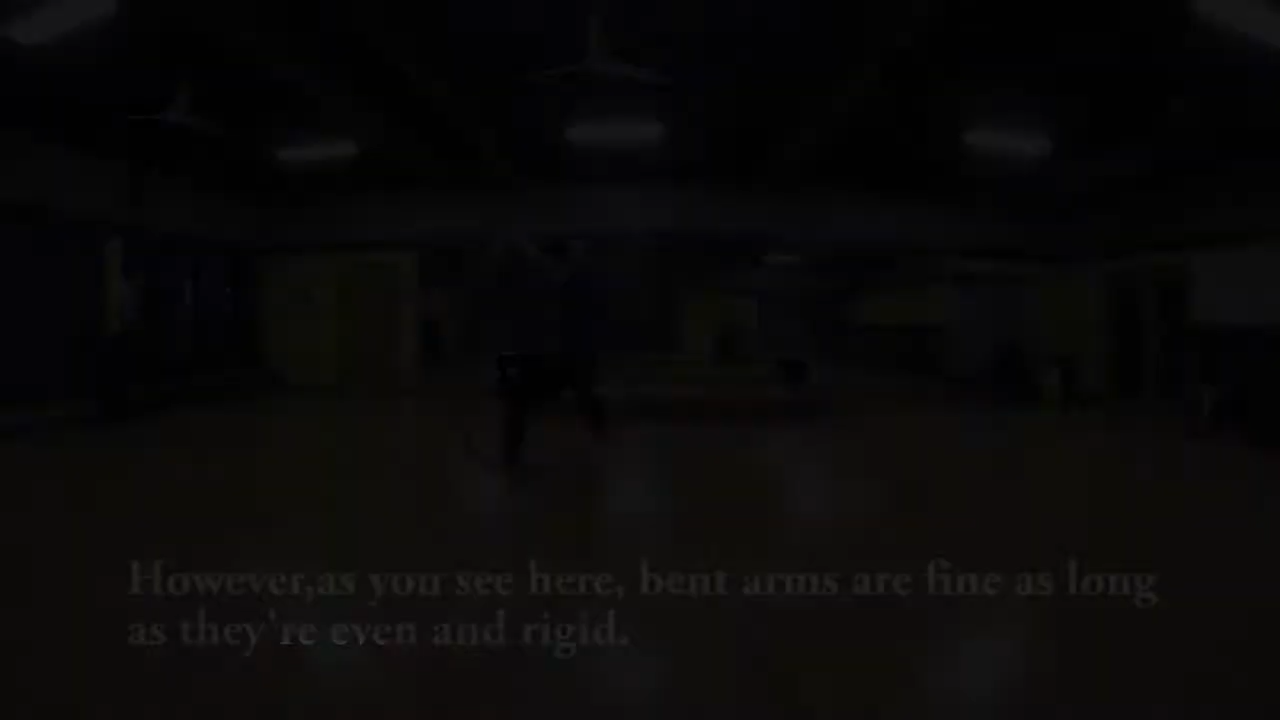 However,as you see here, bent arms are fine as long
as they're even and rigid.